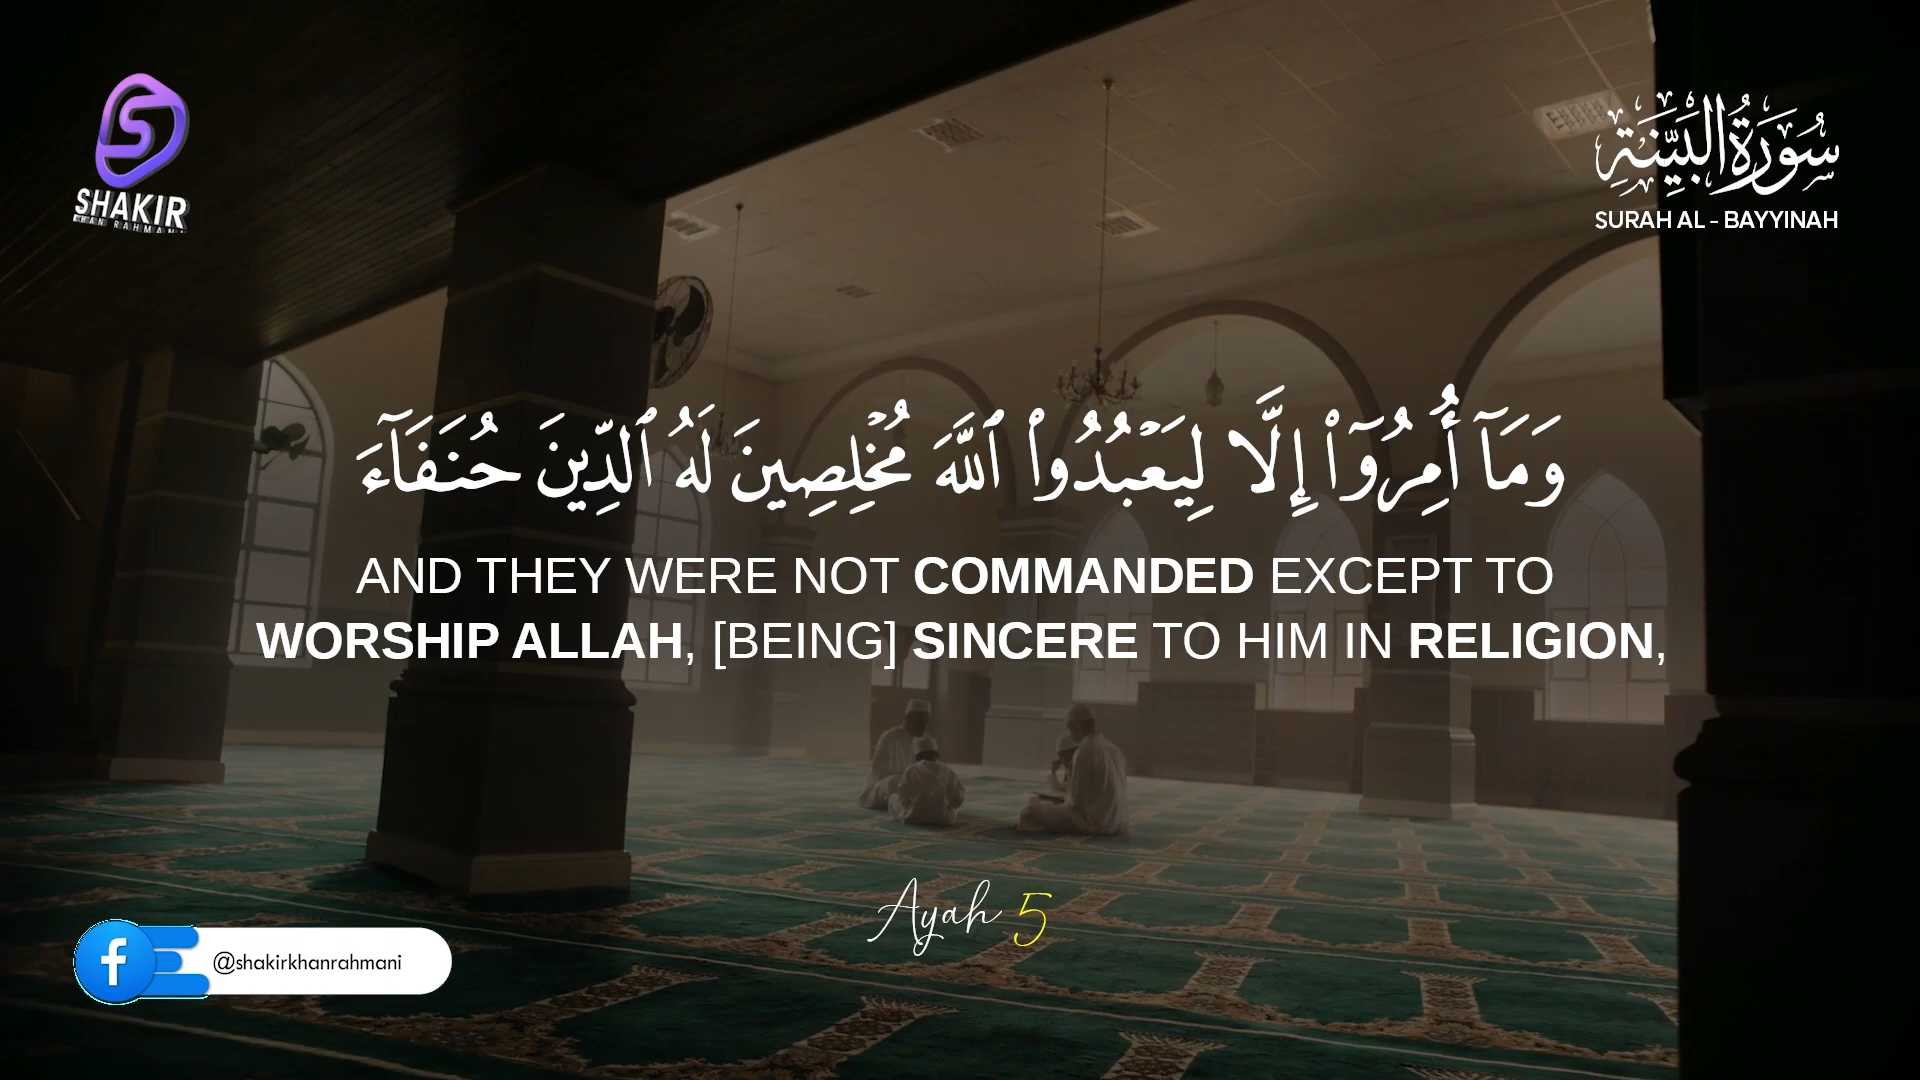 SHAKIR
KHAN RAHMANI
سُورَةُ الْبَيِّنَةِ
SURAH AL - BAYYINAH
وَمَآ أُمِرُوٓا۟ إِلَّا لِيَعْبُدُوا۟ ٱللَّهَ مُخْلِصِينَ لَهُ ٱلدِّينَ حُنَفَآءَ
AND THEY WERE NOT COMMANDED EXCEPT TO
WORSHIP ALLAH, [BEING] SINCERE TO HIM IN RELIGION,
Ayah 5
@shakirkhanrahmani